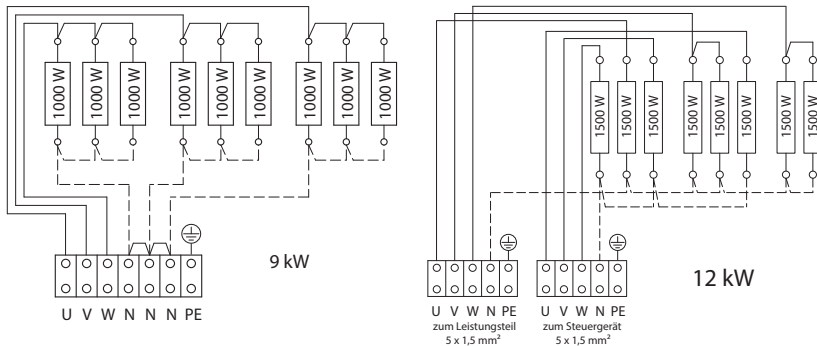 1000 W
1000 W
1000 W
1000 W
1000 W
1000 W
1000 W
1000 W
1000 W
9 kW
U V W N N N PE
1500 W
1500 W
1500 W
1500 W
1500 W
1500 W
1500 W
1500 W
12 kW
U V W N PE
zum Leistungsteil
5 x 1,5 mm²
U V W N PE
zum Steuergerät
5 x 1,5 mm²